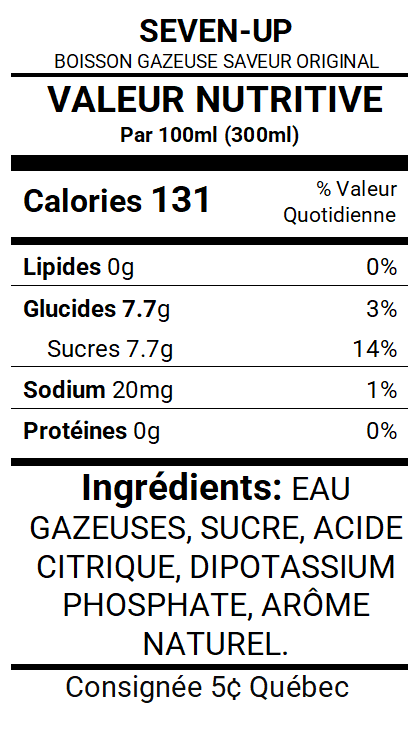 SEVEN-UP
BOISSON GAZEUSE SAVEUR ORIGINAL
VALEUR NUTRITIVE
Par 100ml (300ml)
Calories 131
% Valeur
Quotidienne
Lipides 0g 0%
Glucides 7.7g 3%
Sucres 7.7g 14%
Sodium 20mg 1%
Protéines 0g 0%
Ingrédients: EAU
GAZEUSES, SUCRE, ACIDE
CITRIQUE, DIPOTASSIUM
PHOSPHATE, ARÔME
NATUREL.
Consignée 5¢ Québec